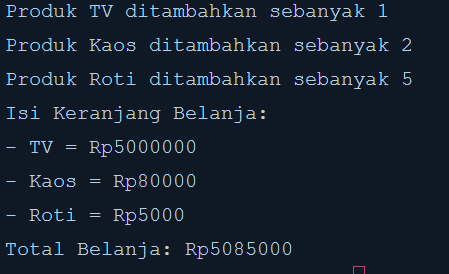 Produk TV ditambahkan sebanyak 1
Produk Kaos ditambahkan sebanyak 2
Produk Roti ditambahkan sebanyak 5
Isi Keranjang Belanja:
- TV = Rp5000000
- Kaos = Rp80000
- Roti = Rp5000
Total Belanja: Rp5085000